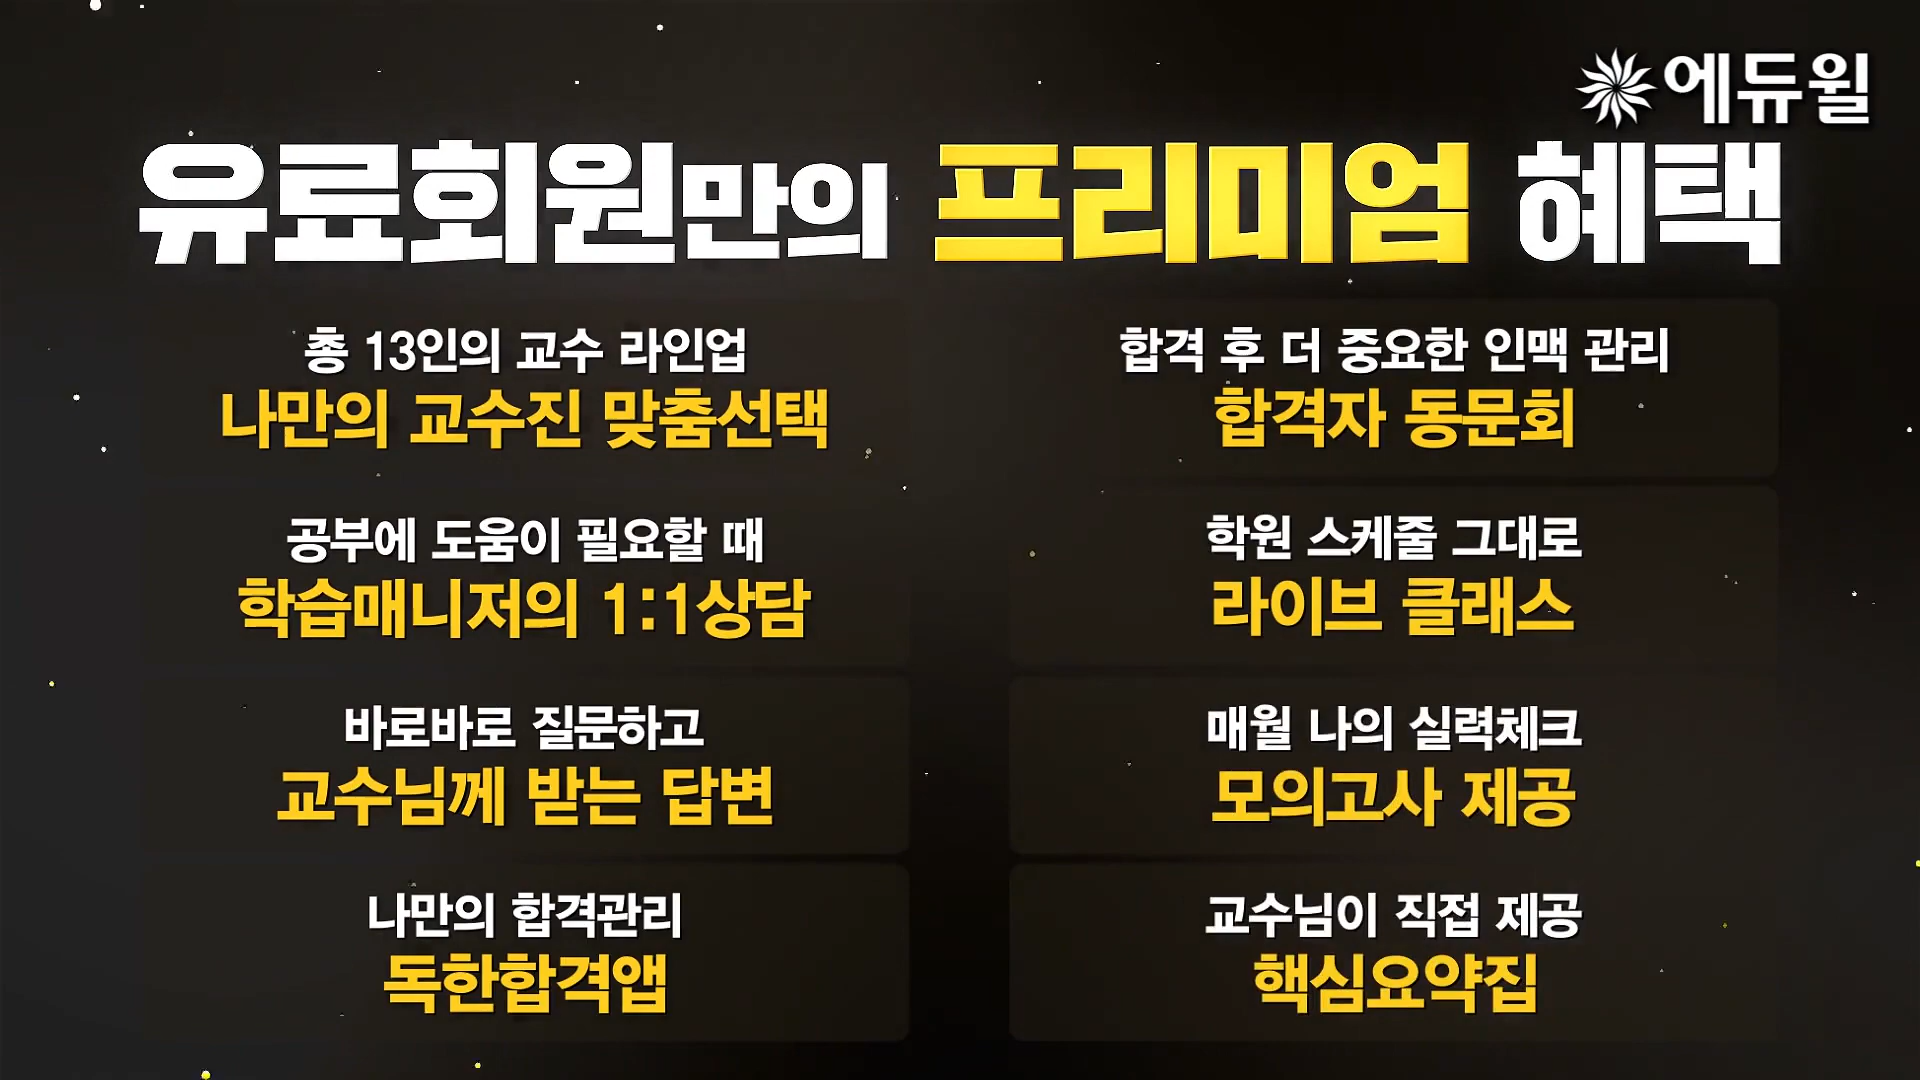 에듀윌
유료회원만의 프리미엄 혜택
총 13인의 교수 라인업
나만의 교수진 맞춤선택
공부에 도움이 필요할 때
학습매니저의 1:1상담
바로바로 질문하고
교수님께 받는 답변
나만의 합격관리
독한합격앱
합격 후 더 중요한 인맥 관리
합격자 동문회
학원 스케줄 그대로
라이브 클래스
매월 나의 실력체크
모의고사 제공
교수님이 직접 제공
핵심요약집